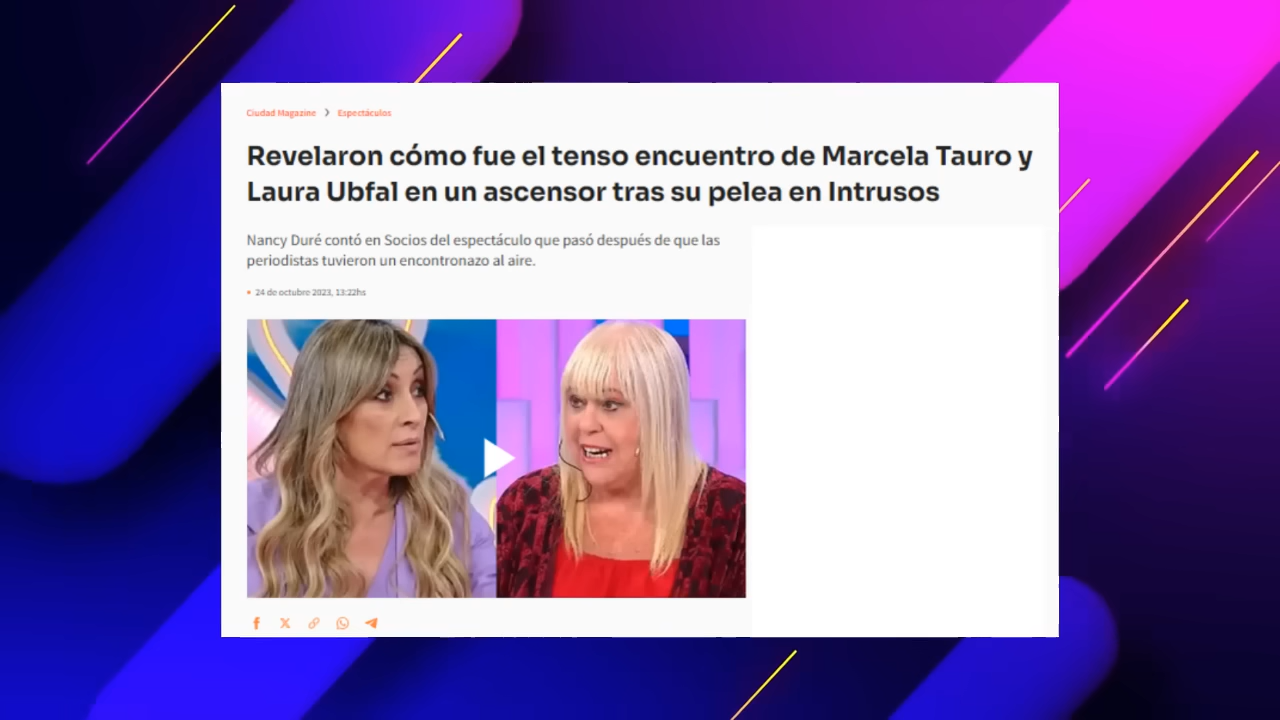 Ciudad Magazine > Espectáculos
Revelaron cómo fue el tenso encuentro de Marcela Tauro y
Laura Ubfal en un ascensor tras su pelea en Intrusos
Nancy Duré contó en Socios del espectáculo que pasó después de que las
periodistas tuvieron un encontronazo al aire.
• 24 de octubre 2023, 13:22hs